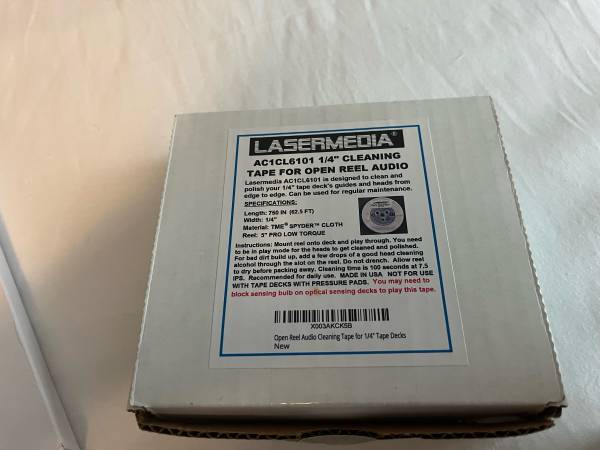 LASERMEDIA®
AC1CL6101 1/4" CLEANING
TAPE FOR OPEN REEL AUDIO
Lasermedia AC1CL6101 is designed to clean and
polish your 1/4" tape deck's guides and heads from
edge to edge. Can be used for regular maintenance.
SPECIFICATIONS:
Length: 750 IN (62.5 FT)
Width: 1/4"
Material: TME® SPYDER™ CLOTH
Reel: 5" PRO LOW TORQUE
Instructions: Mount reel onto deck and play through. You need
to be in play mode for the heads to get cleaned and polished.
For bad dirt build up, add a few drops of a good head cleaning
alcohol through the slot on the reel. Do not drench. Allow reel
to dry before packing away. Cleaning time is 100 seconds at 7.5
IPS. Recommended for daily use. MADE IN USA NOT FOR USE
WITH TAPE DECKS WITH PRESSURE PADS. You may need to
block sensing bulb on optical sensing decks to play this tape.
X003AKCK5B
Open Reel Audio Cleaning Tape for 1/4" Tape Decks
New